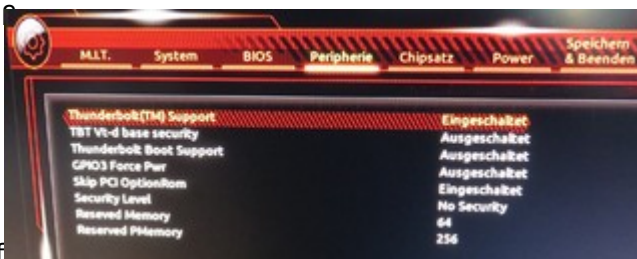 M.I.T. System BIOS Peripherie Chipsatz Power Speichern & Beenden
Thunderbolt(TM) Support Eingeschaltet
TBT Vt-d base security Ausgeschaltet
Thunderbolt Boot Support Ausgeschaltet
GPIO3 Force Pwr Ausgeschaltet
Skip PCI OptionRom Eingeschaltet
Security Level No Security
Reseved Memory 64
Reserved PMemory 256